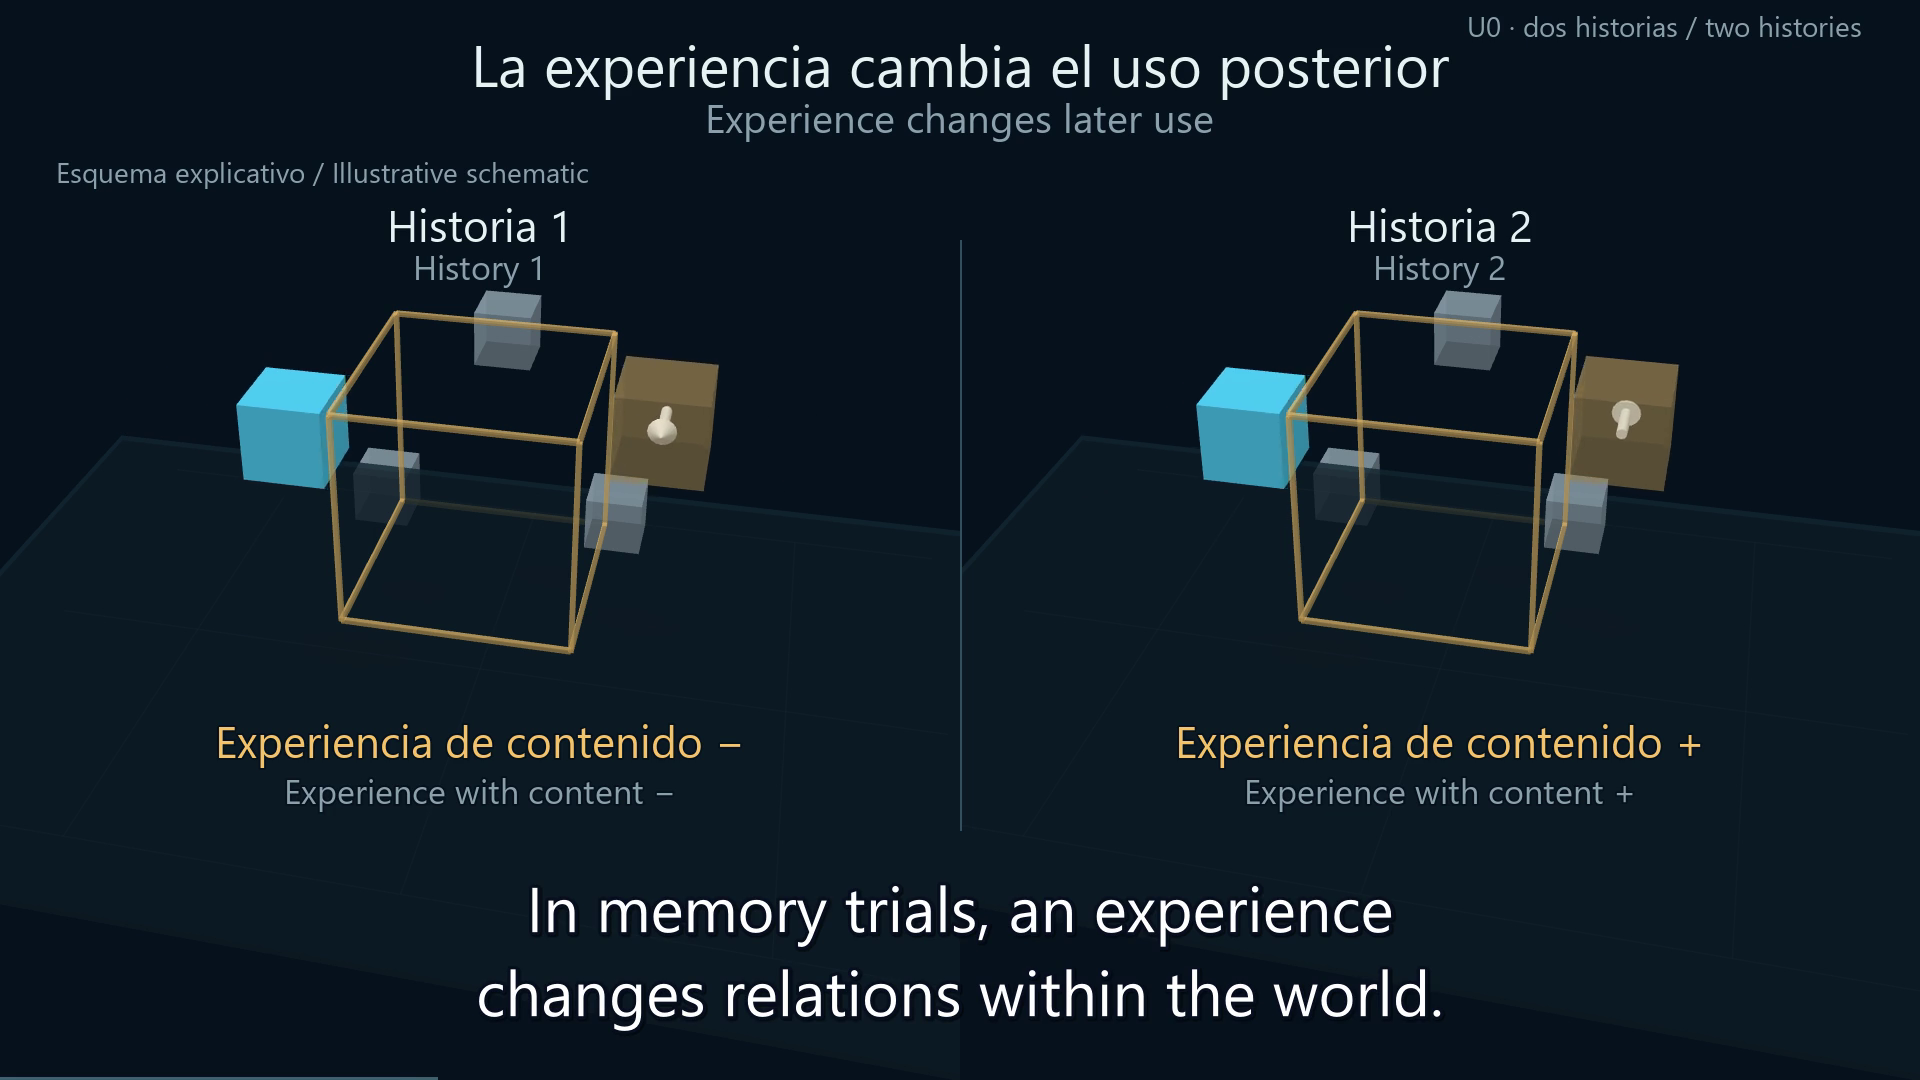 U0 · dos historias / two histories
La experiencia cambia el uso posterior
Experience changes later use
Esquema explicativo / Illustrative schematic
Historia 1
History 1
Historia 2
History 2
Experiencia de contenido −
Experience with content −
Experiencia de contenido +
Experience with content +
In memory trials, an experience
changes relations within the world.